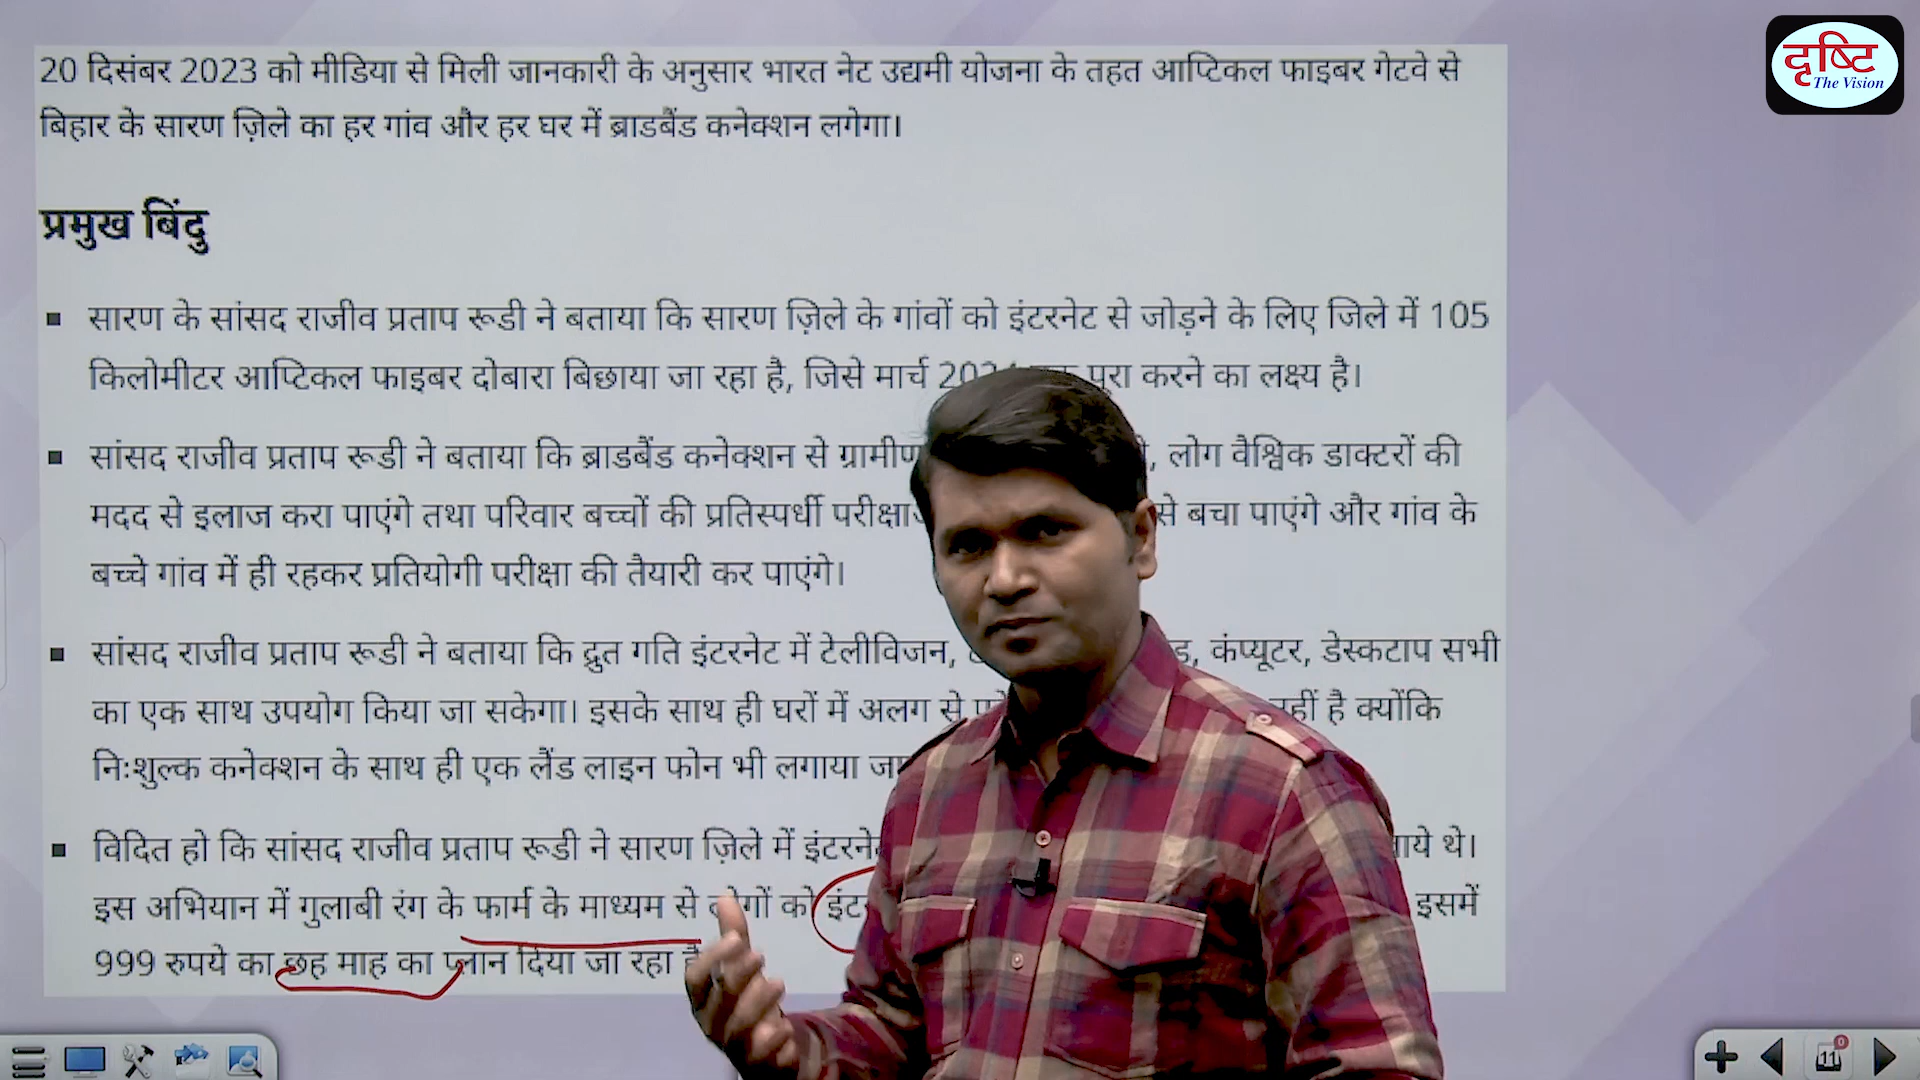 दृष्टि
The Vision
20 दिसंबर 2023 को मीडिया से मिली जानकारी के अनुसार भारत नेट उद्यमी योजना के तहत आप्टिकल फाइबर गेटवे से
बिहार के सारण ज़िले का हर गांव और हर घर में ब्राडबैंड कनेक्शन लगेगा।
प्रमुख बिंदु
सारण के सांसद राजीव प्रताप रूडी ने बताया कि सारण ज़िले के गांवों को इंटरनेट से जोड़ने के लिए जिले में 105
किलोमीटर आप्टिकल फाइबर दोबारा बिछाया जा रहा है, जिसे मार्च पूरा करने का लक्ष्य है।
सांसद राजीव प्रताप रूडी ने बताया कि ब्राडबैंड कनेक्शन से ग्रामीण लोग वैश्विक डाक्टरों की
मदद से इलाज करा पाएंगे तथा परिवार बच्चों की प्रतिस्पर्धी से बचा पाएंगे और गांव के
बच्चे गांव में ही रहकर प्रतियोगी परीक्षा की तैयारी कर पाएंगे।
सांसद राजीव प्रताप रूडी ने बताया कि द्रुत गति इंटरनेट में टेलीविजन, कंप्यूटर, डेस्कटाप सभी
का एक साथ उपयोग किया जा सकेगा। इसके साथ ही घरों में अलग से है क्योंकि
निःशुल्क कनेक्शन के साथ ही एक लैंड लाइन फोन भी लगाया
विदित हो कि सांसद राजीव प्रताप रूडी ने सारण ज़िले में थे।
इस अभियान में गुलाबी रंग के फार्म के माध्यम से को इसमें
999 रुपये का छह माह का प्लान दिया जा रहा
11
0